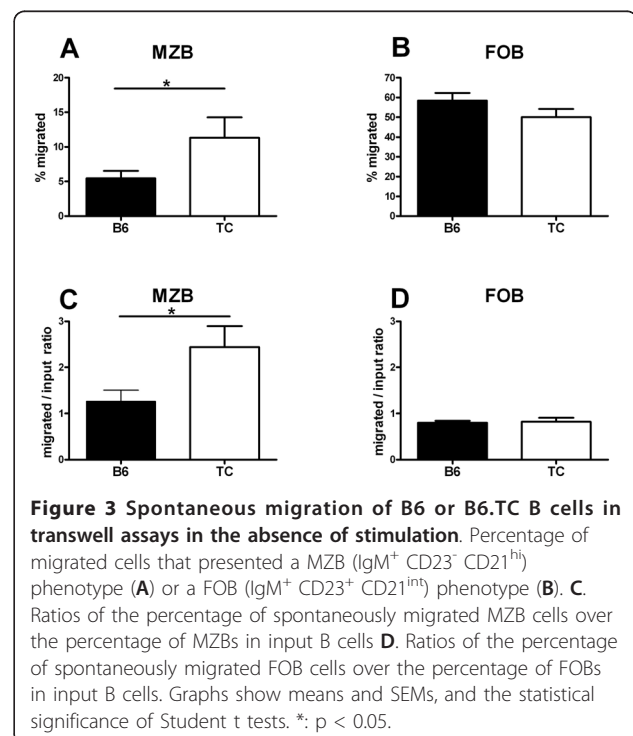 A
MZB
*
20
15
10
5
0
% migrated
B6
TC
B
FOB
70
60
50
40
30
20
10
0
% migrated
B6
TC
C
MZB
*
3
2
1
0
migrated / input ratio
B6
TC
D
FOB
3
2
1
0
migrated / input ratio
B6
TC
Figure 3 Spontaneous migration of B6 or B6.TC B cells in
transwell assays in the absence of stimulation. Percentage of
migrated cells that presented a MZB (IgM⁺ CD23⁻ CD21ʰⁱ)
phenotype (A) or a FOB (IgM⁺ CD23⁺ CD21ⁱⁿᵗ) phenotype (B). C.
Ratios of the percentage of spontaneously migrated MZB cells over
the percentage of MZBs in input B cells D. Ratios of the percentage
of spontaneously migrated FOB cells over the percentage of FOBs
in input B cells. Graphs show means and SEMs, and the statistical
significance of Student t tests. *: p < 0.05.